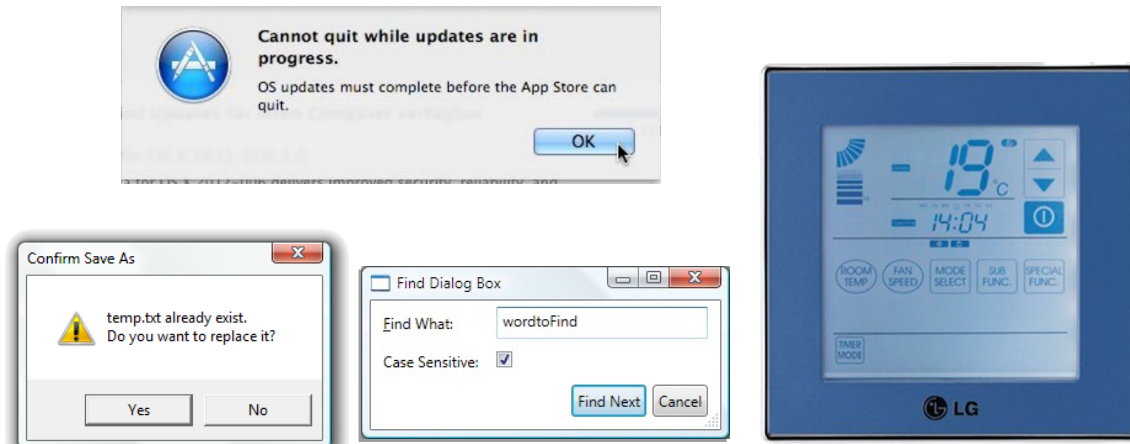 Cannot quit while updates are in
progress.
OS updates must complete before the App Store can
quit.
OK
Confirm Save As
temp.txt already exist.
Do you want to replace it?
Yes
No
Find Dialog Box
Find What:
wordtoFind
Case Sensitive:
Find Next
Cancel
19 °C
14:04
ROOM TEMP
FAN SPEED
MODE SELECT
SUB FUNC.
SPECIAL FUNC.
TIMER MODE
LG